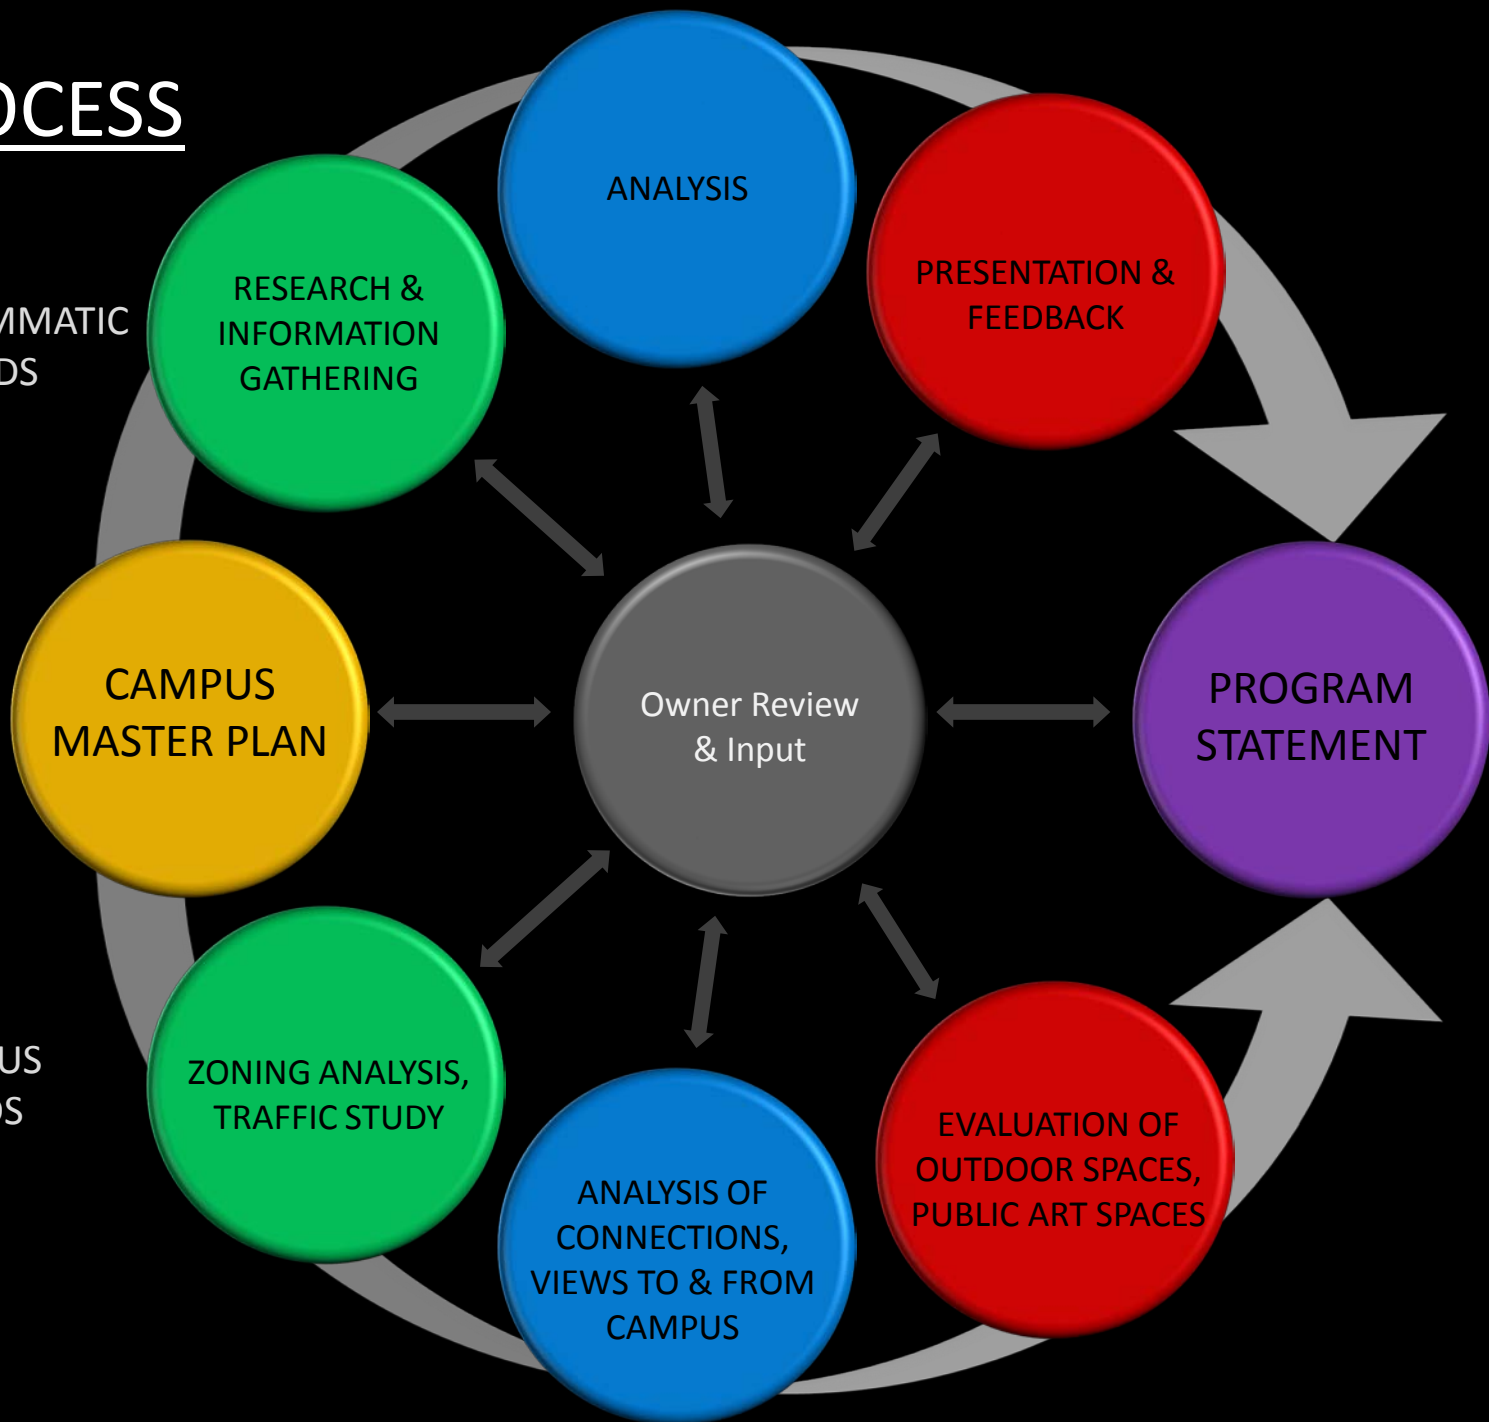 OCESS
ANALYSIS
PRESENTATION &
FEEDBACK
RESEARCH &
INFORMATION
GATHERING
MMATIC
DS
CAMPUS
MASTER PLAN
Owner Review
& Input
PROGRAM
STATEMENT
US
DS
ZONING ANALYSIS,
TRAFFIC STUDY
ANALYSIS OF
CONNECTIONS,
VIEWS TO & FROM
CAMPUS
EVALUATION OF
OUTDOOR SPACES,
PUBLIC ART SPACES